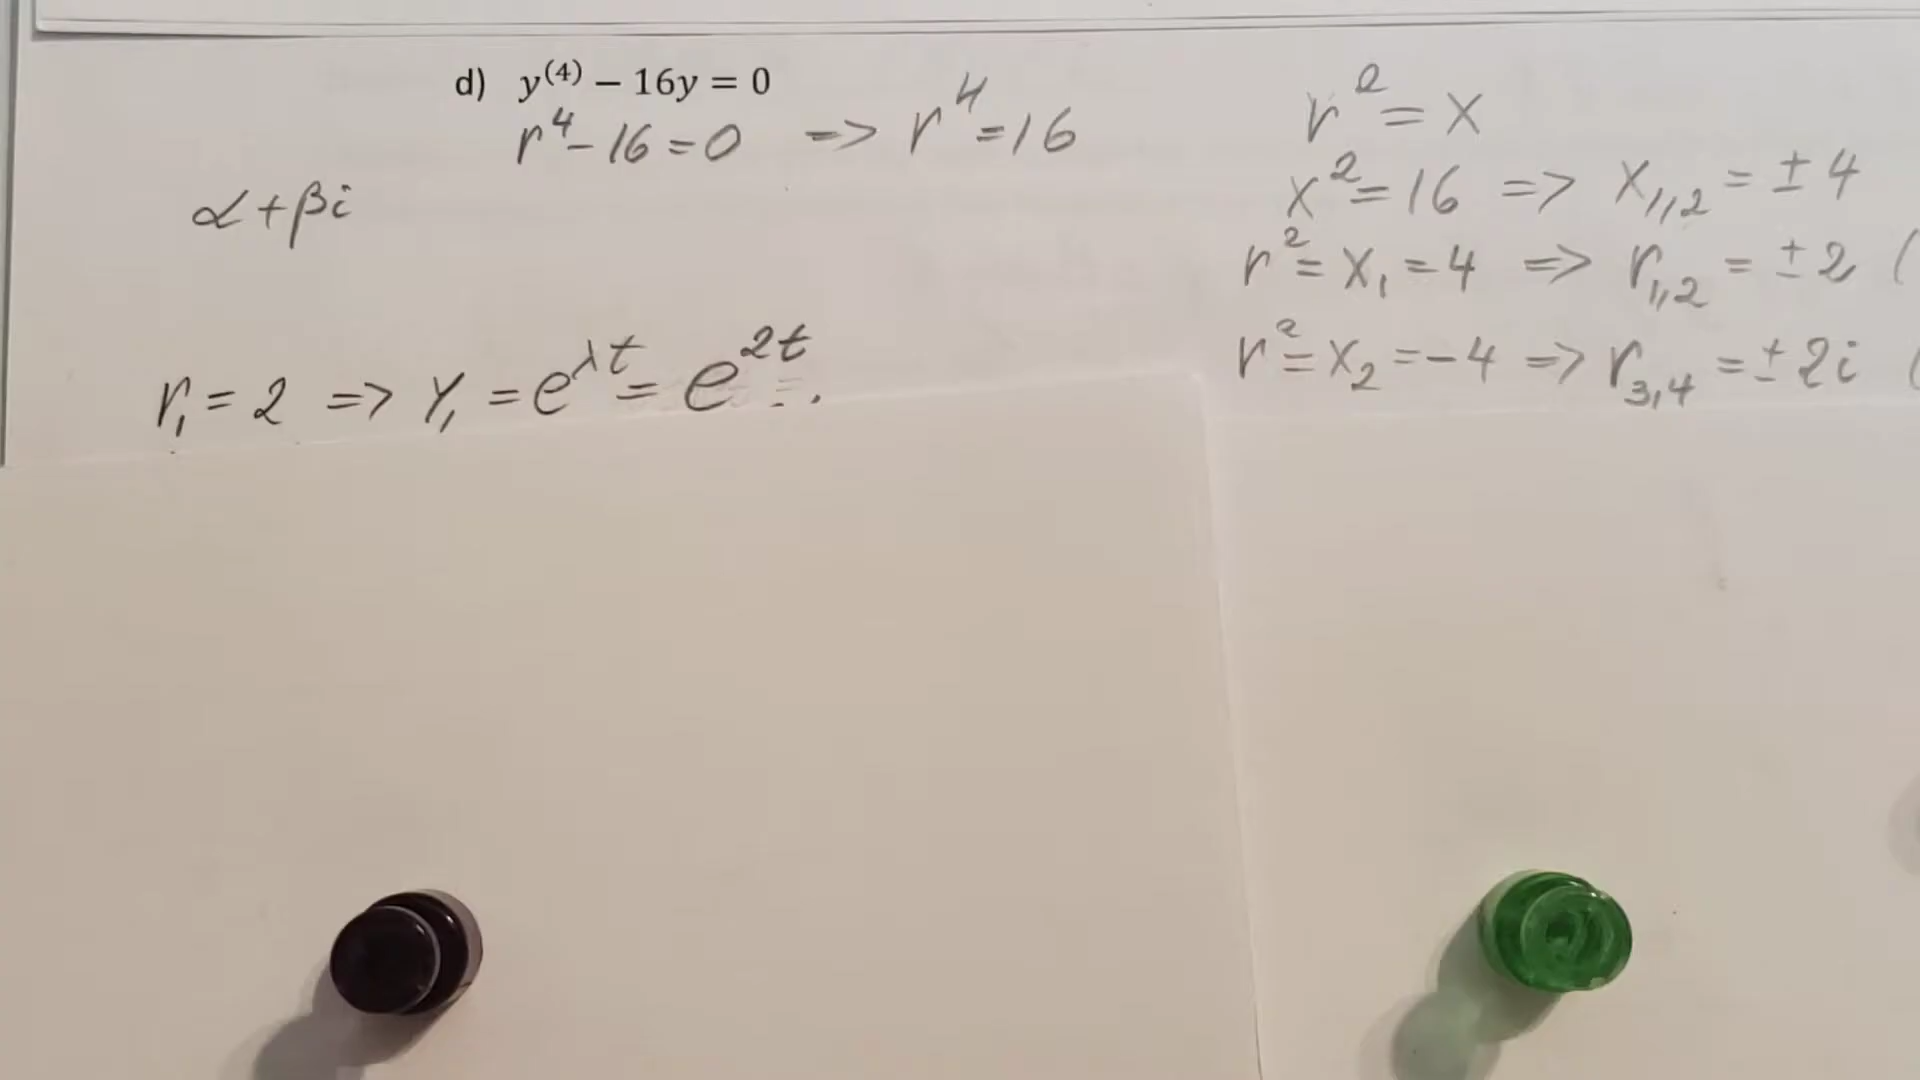 d) y⁽⁴⁾ − 16y = 0
r⁴ − 16 = 0 => r⁴ = 16
α + βi
r₁ = 2 => Y₁ = e^λt = e^2t
r² = x
x² = 16 => x₁,₂ = ± 4
r² = x₁ = 4 => r₁,₂ = ± 2 (
r² = x₂ = −4 => r₃,₄ = ± 2i (